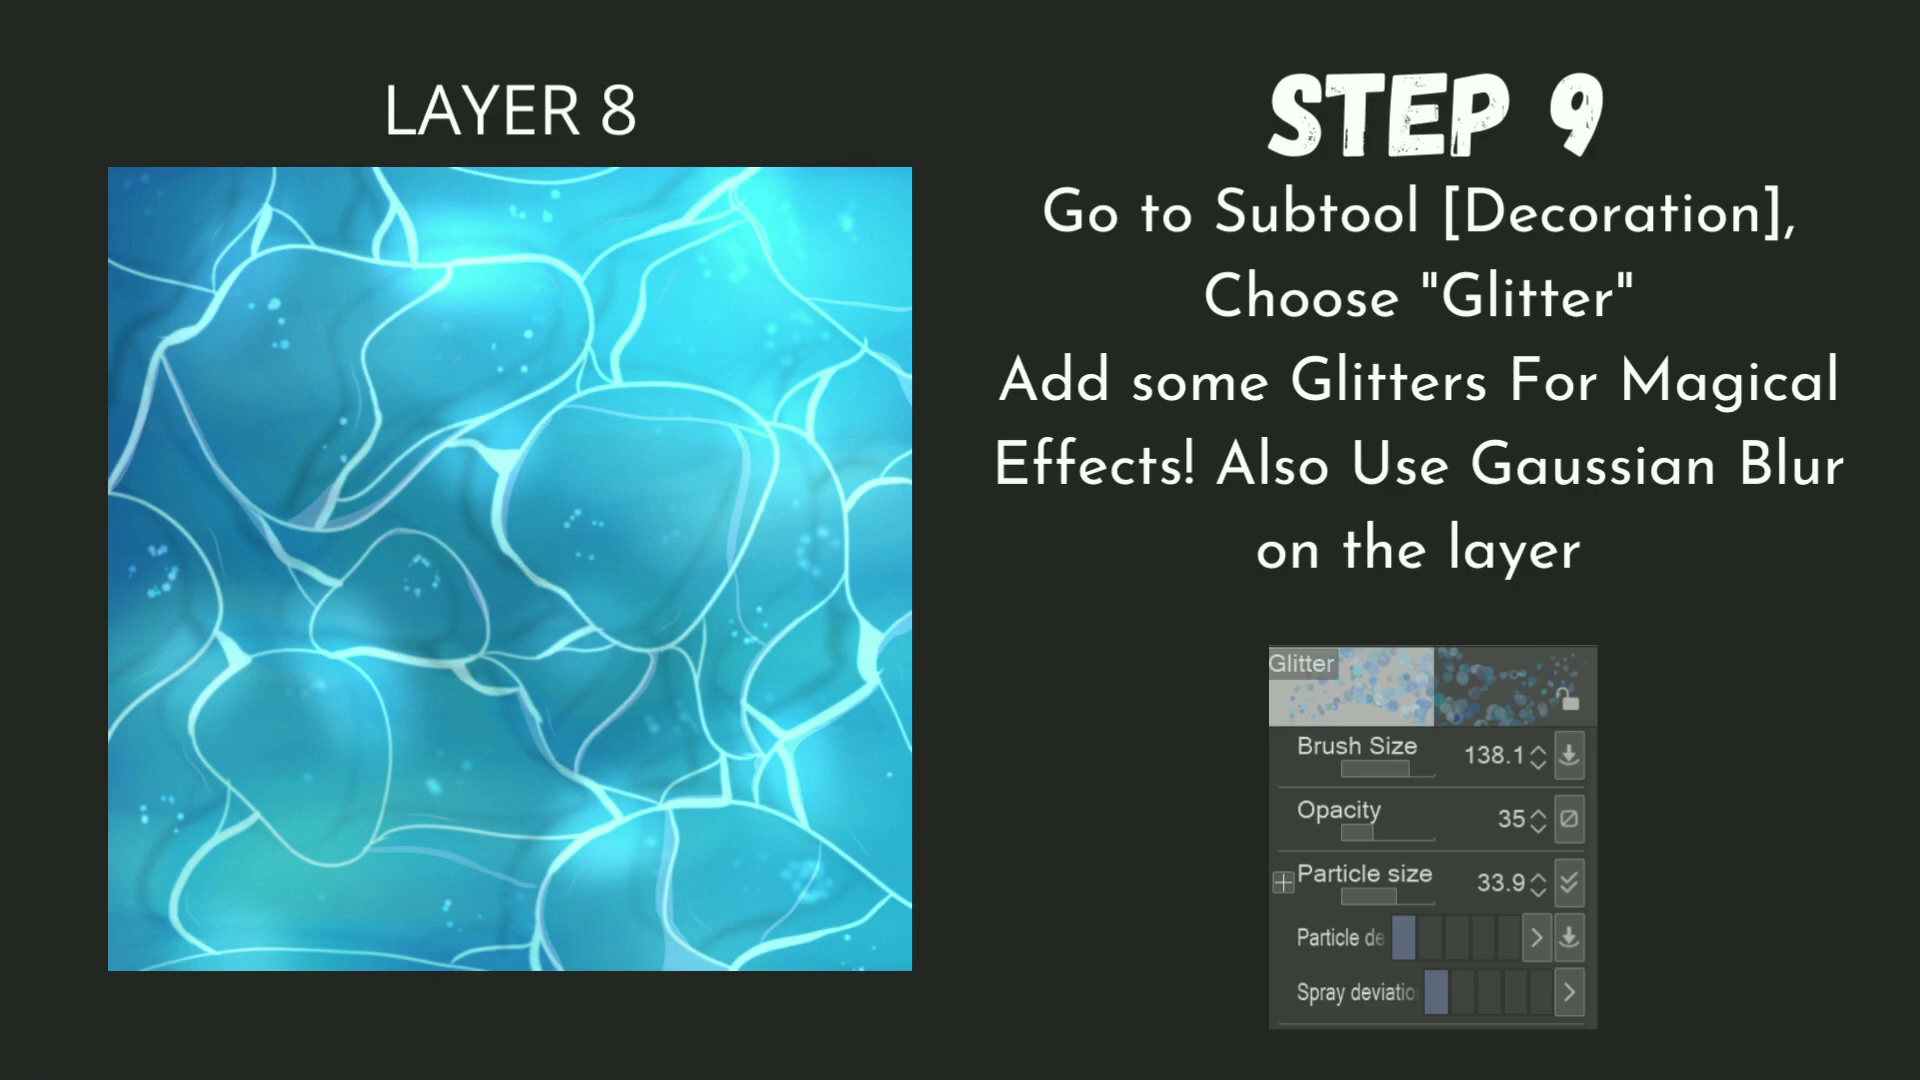 LAYER 8
STEP 9
Go to Subtool [Decoration],
Choose "Glitter"
Add some Glitters For Magical
Effects! Also Use Gaussian Blur
on the layer
Glitter
Brush Size 138.1
Opacity 35
Particle size 33.9
Particle de
Spray deviatio